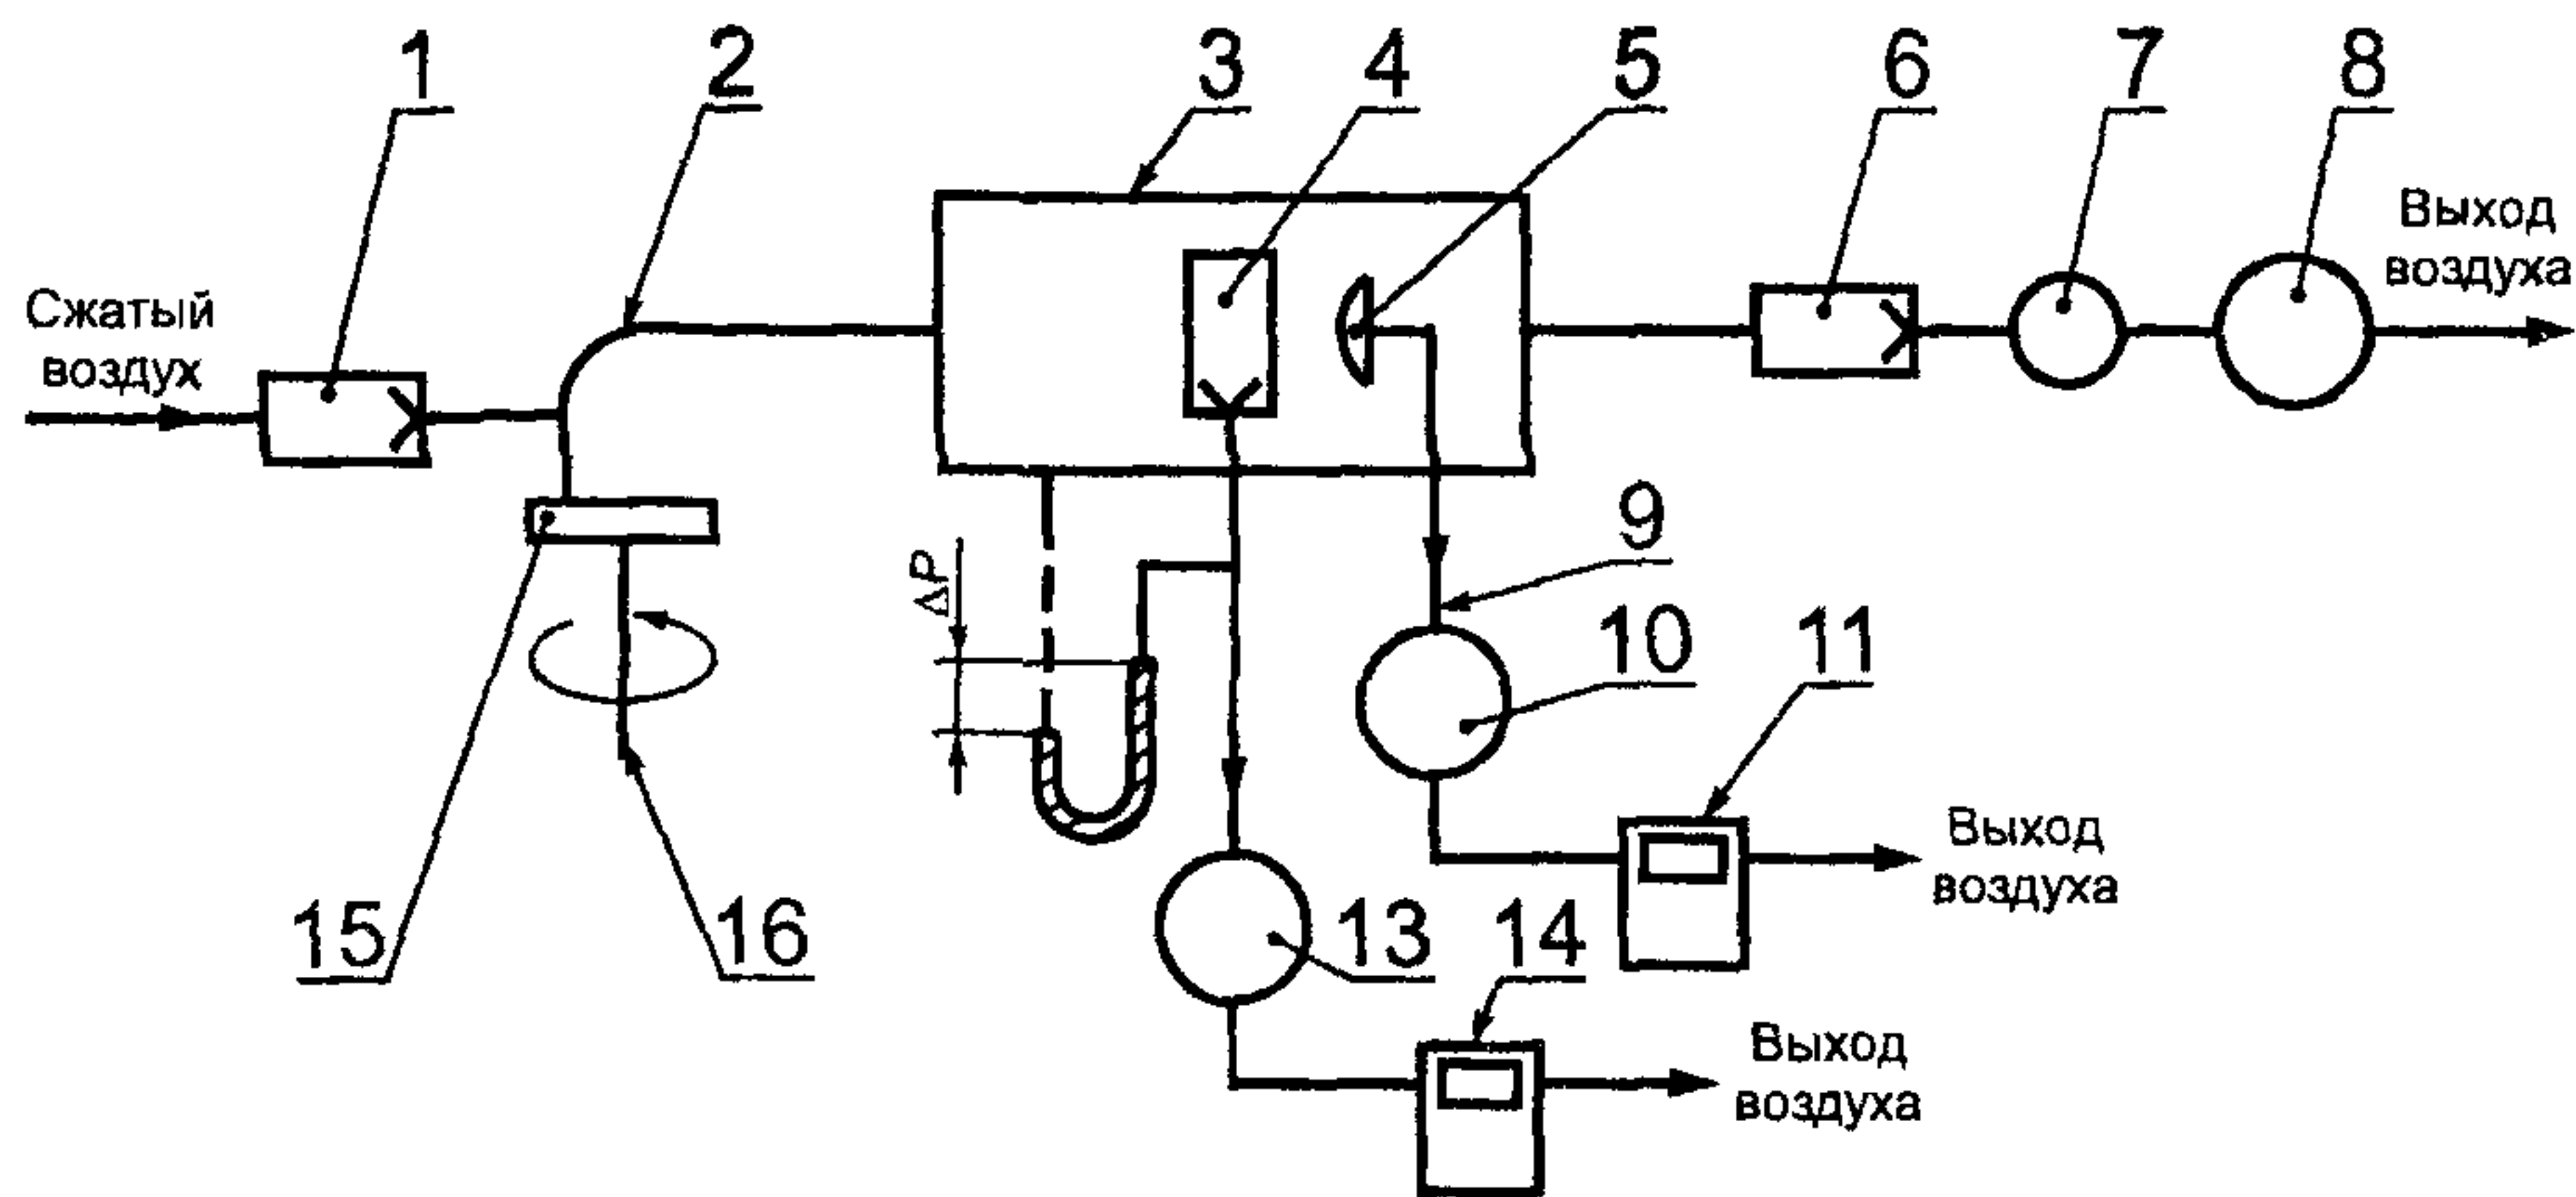 1
2
3
4
5
6
7
8
Выход
воздуха
Сжатый
воздух
9
ΔP
10
11
Выход
воздуха
15
16
13
14
Выход
воздуха